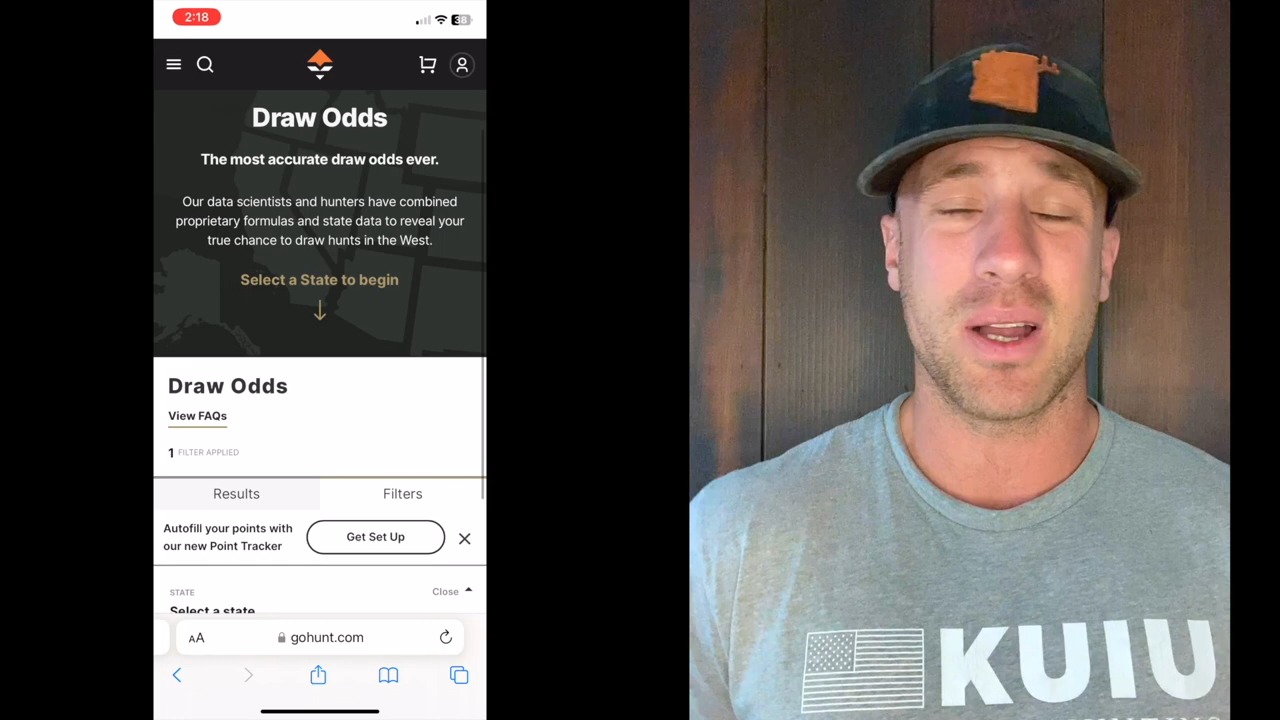 2:18
38
Draw Odds
The most accurate draw odds ever.
Our data scientists and hunters have combined
proprietary formulas and state data to reveal your
true chance to draw hunts in the West.
Select a State to begin
Draw Odds
View FAQs
1 FILTER APPLIED
Results Filters
Autofill your points with
our new Point Tracker
Get Set Up
STATE
Close
Select a state
AA
gohunt.com
KUIU